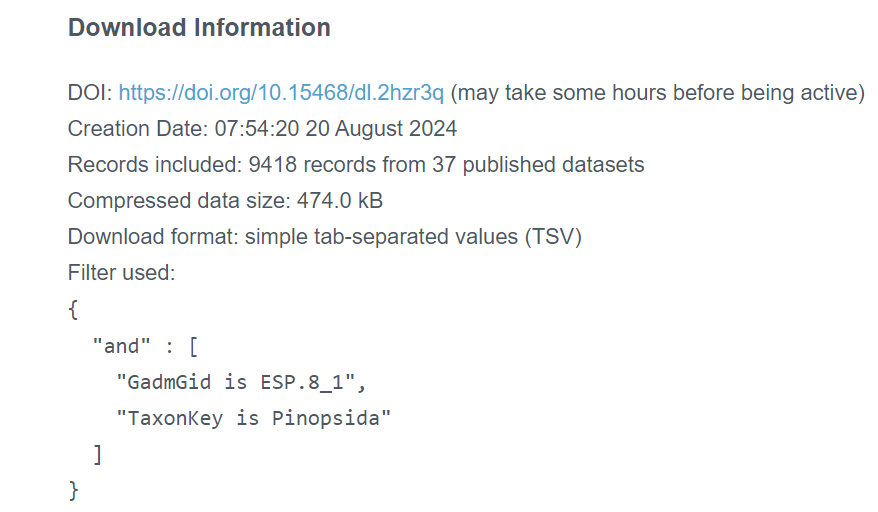 Download Information
DOI: https://doi.org/10.15468/dl.2hzr3q (may take some hours before being active)
Creation Date: 07:54:20 20 August 2024
Records included: 9418 records from 37 published datasets
Compressed data size: 474.0 kB
Download format: simple tab-separated values (TSV)
Filter used:
{
  "and" : [
    "GadmGid is ESP.8_1",
    "TaxonKey is Pinopsida"
  ]
}